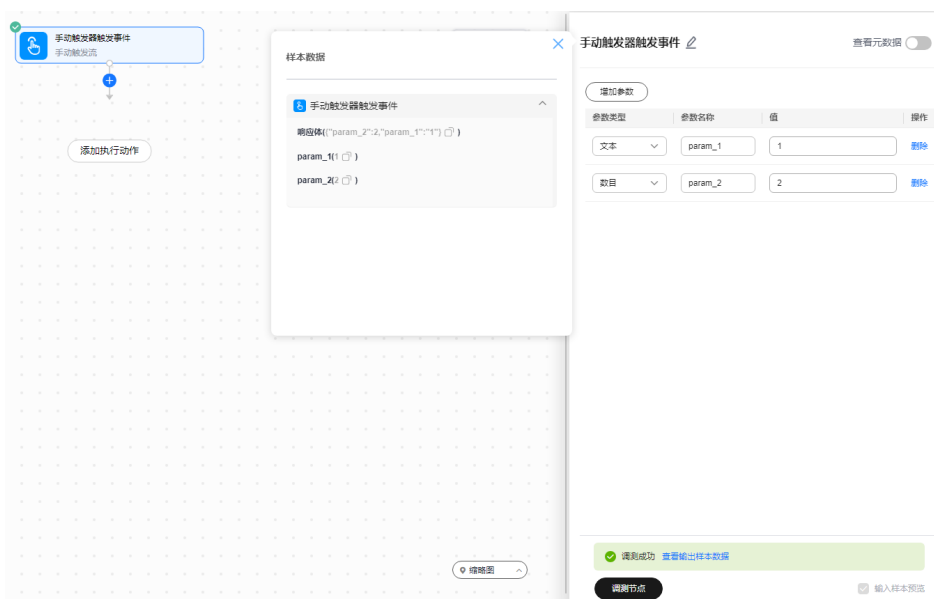 手动触发器触发事件
手动触发流
添加执行动作
样本数据
手动触发器触发事件
响应体({"param_2":2,"param_1":"1"} )
param_1(1 )
param_2(2 )
缩略图
手动触发器触发事件
查看元数据
增加参数
参数类型 参数名称 值 操作
文本 param_1 1 删除
数目 param_2 2 删除
调测成功 查看输出样本数据
调测节点
输入样本预览